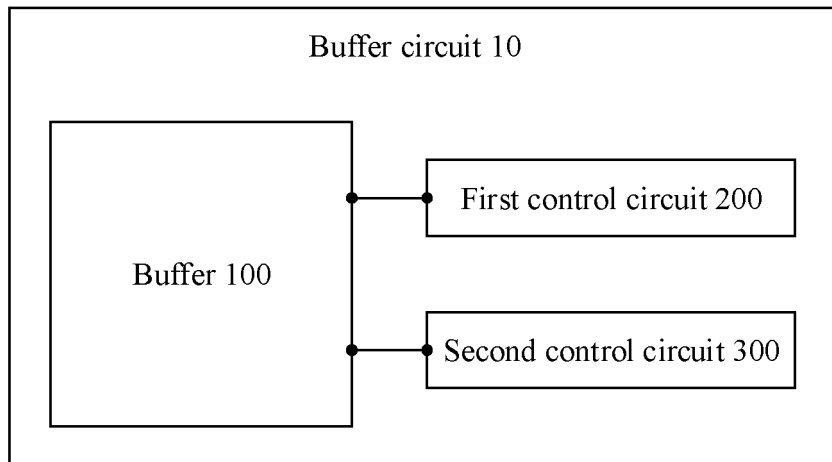 Buffer circuit 10
First control circuit 200
Buffer 100
Second control circuit 300